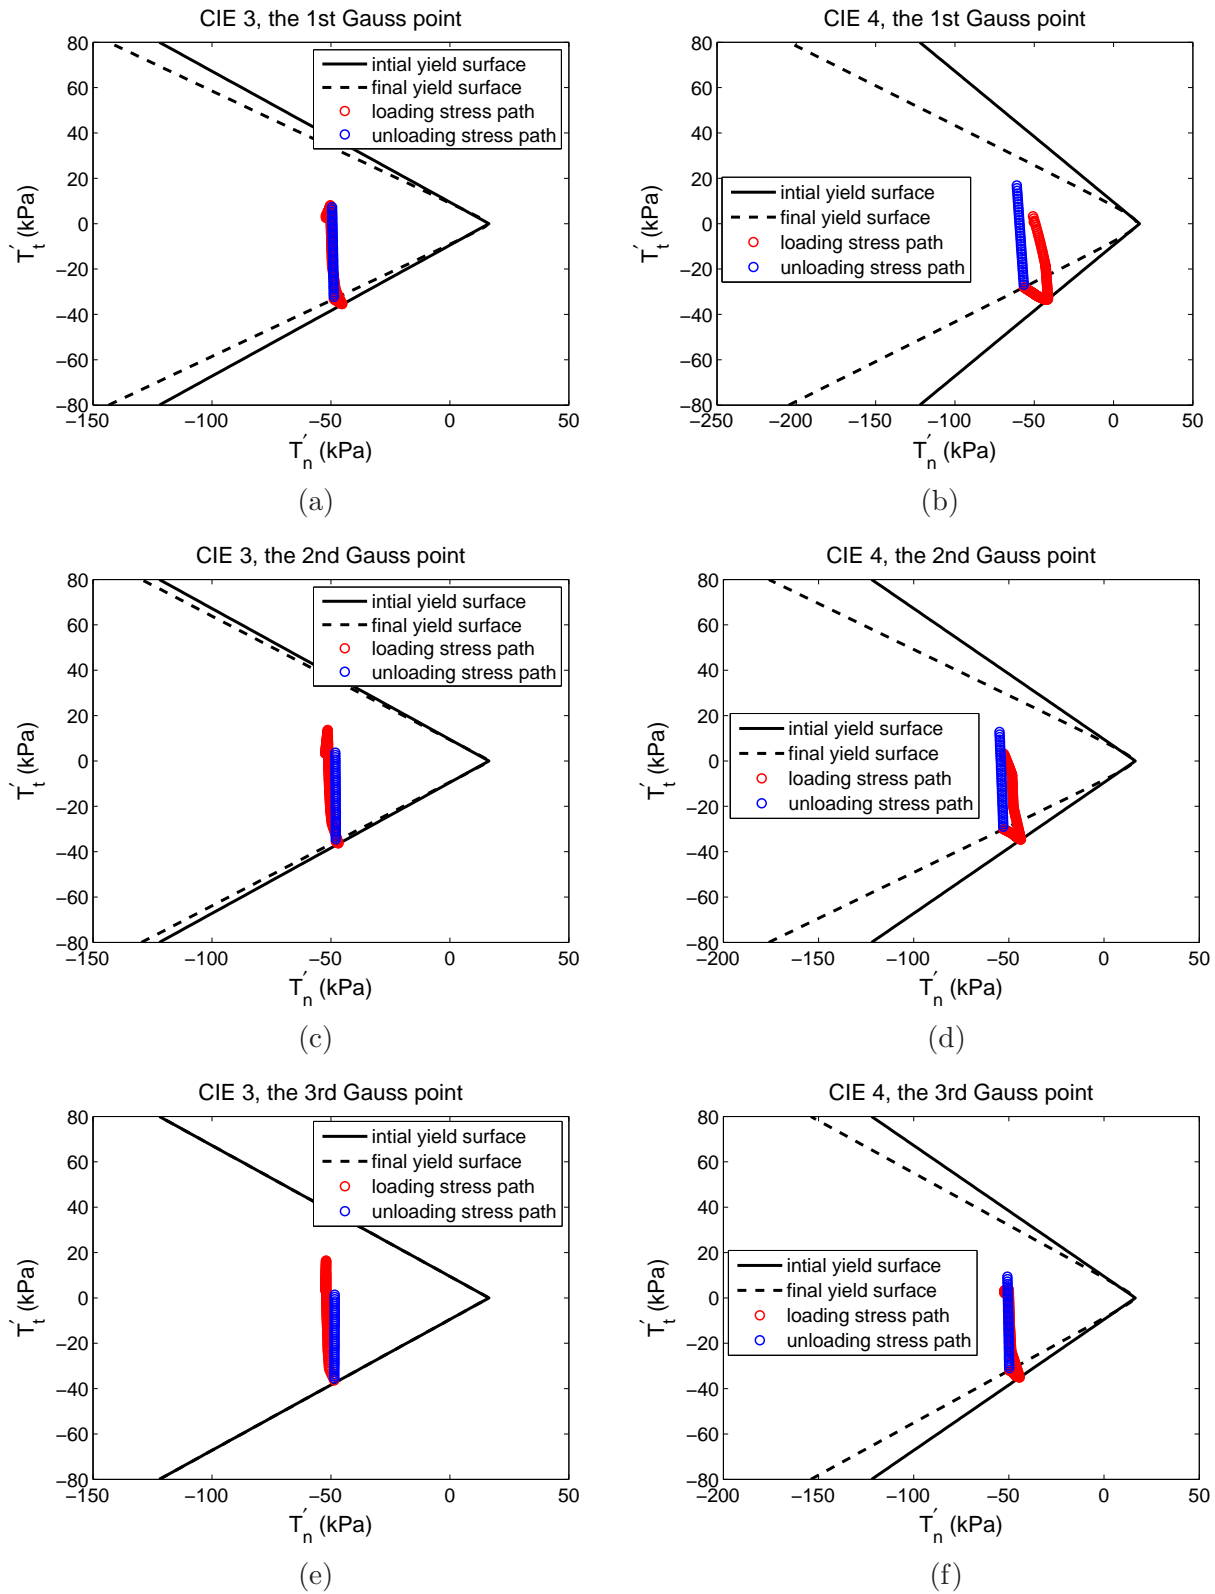 CIE 3, the 1st Gauss point
80
60
40
20
0
−20
−40
−60
−80
−150
−100
−50
0
50
T′t (kPa)
T′n (kPa)
intial yield surface
final yield surface
loading stress path
unloading stress path
(a)
CIE 4, the 1st Gauss point
80
60
40
20
0
−20
−40
−60
−80
−250
−200
−150
−100
−50
0
50
T′t (kPa)
T′n (kPa)
intial yield surface
final yield surface
loading stress path
unloading stress path
(b)
CIE 3, the 2nd Gauss point
80
60
40
20
0
−20
−40
−60
−80
−150
−100
−50
0
50
T′t (kPa)
T′n (kPa)
intial yield surface
final yield surface
loading stress path
unloading stress path
(c)
CIE 4, the 2nd Gauss point
80
60
40
20
0
−20
−40
−60
−80
−200
−150
−100
−50
0
50
T′t (kPa)
T′n (kPa)
intial yield surface
final yield surface
loading stress path
unloading stress path
(d)
CIE 3, the 3rd Gauss point
80
60
40
20
0
−20
−40
−60
−80
−150
−100
−50
0
50
T′t (kPa)
T′n (kPa)
intial yield surface
final yield surface
loading stress path
unloading stress path
(e)
CIE 4, the 3rd Gauss point
80
60
40
20
0
−20
−40
−60
−80
−200
−150
−100
−50
0
50
T′t (kPa)
T′n (kPa)
intial yield surface
final yield surface
loading stress path
unloading stress path
(f)